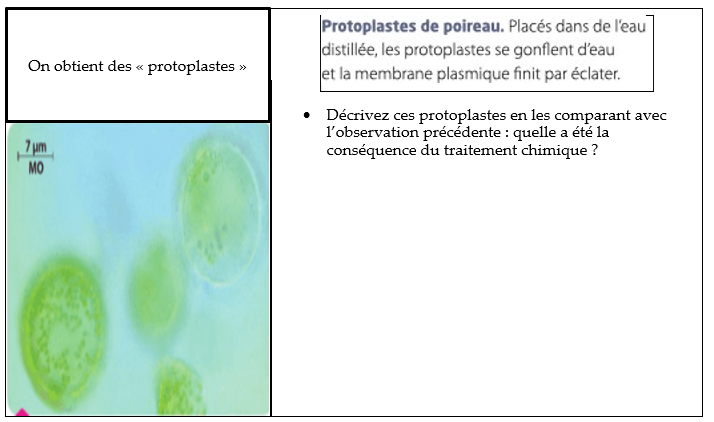 On obtient des « protoplastes »
Protoplastes de poireau. Placés dans de l'eau
distillée, les protoplastes se gonflent d'eau
et la membrane plasmique finit par éclater.
• Décrivez ces protoplastes en les comparant avec
l'observation précédente : quelle a été la
conséquence du traitement chimique ?
7 µm
MO